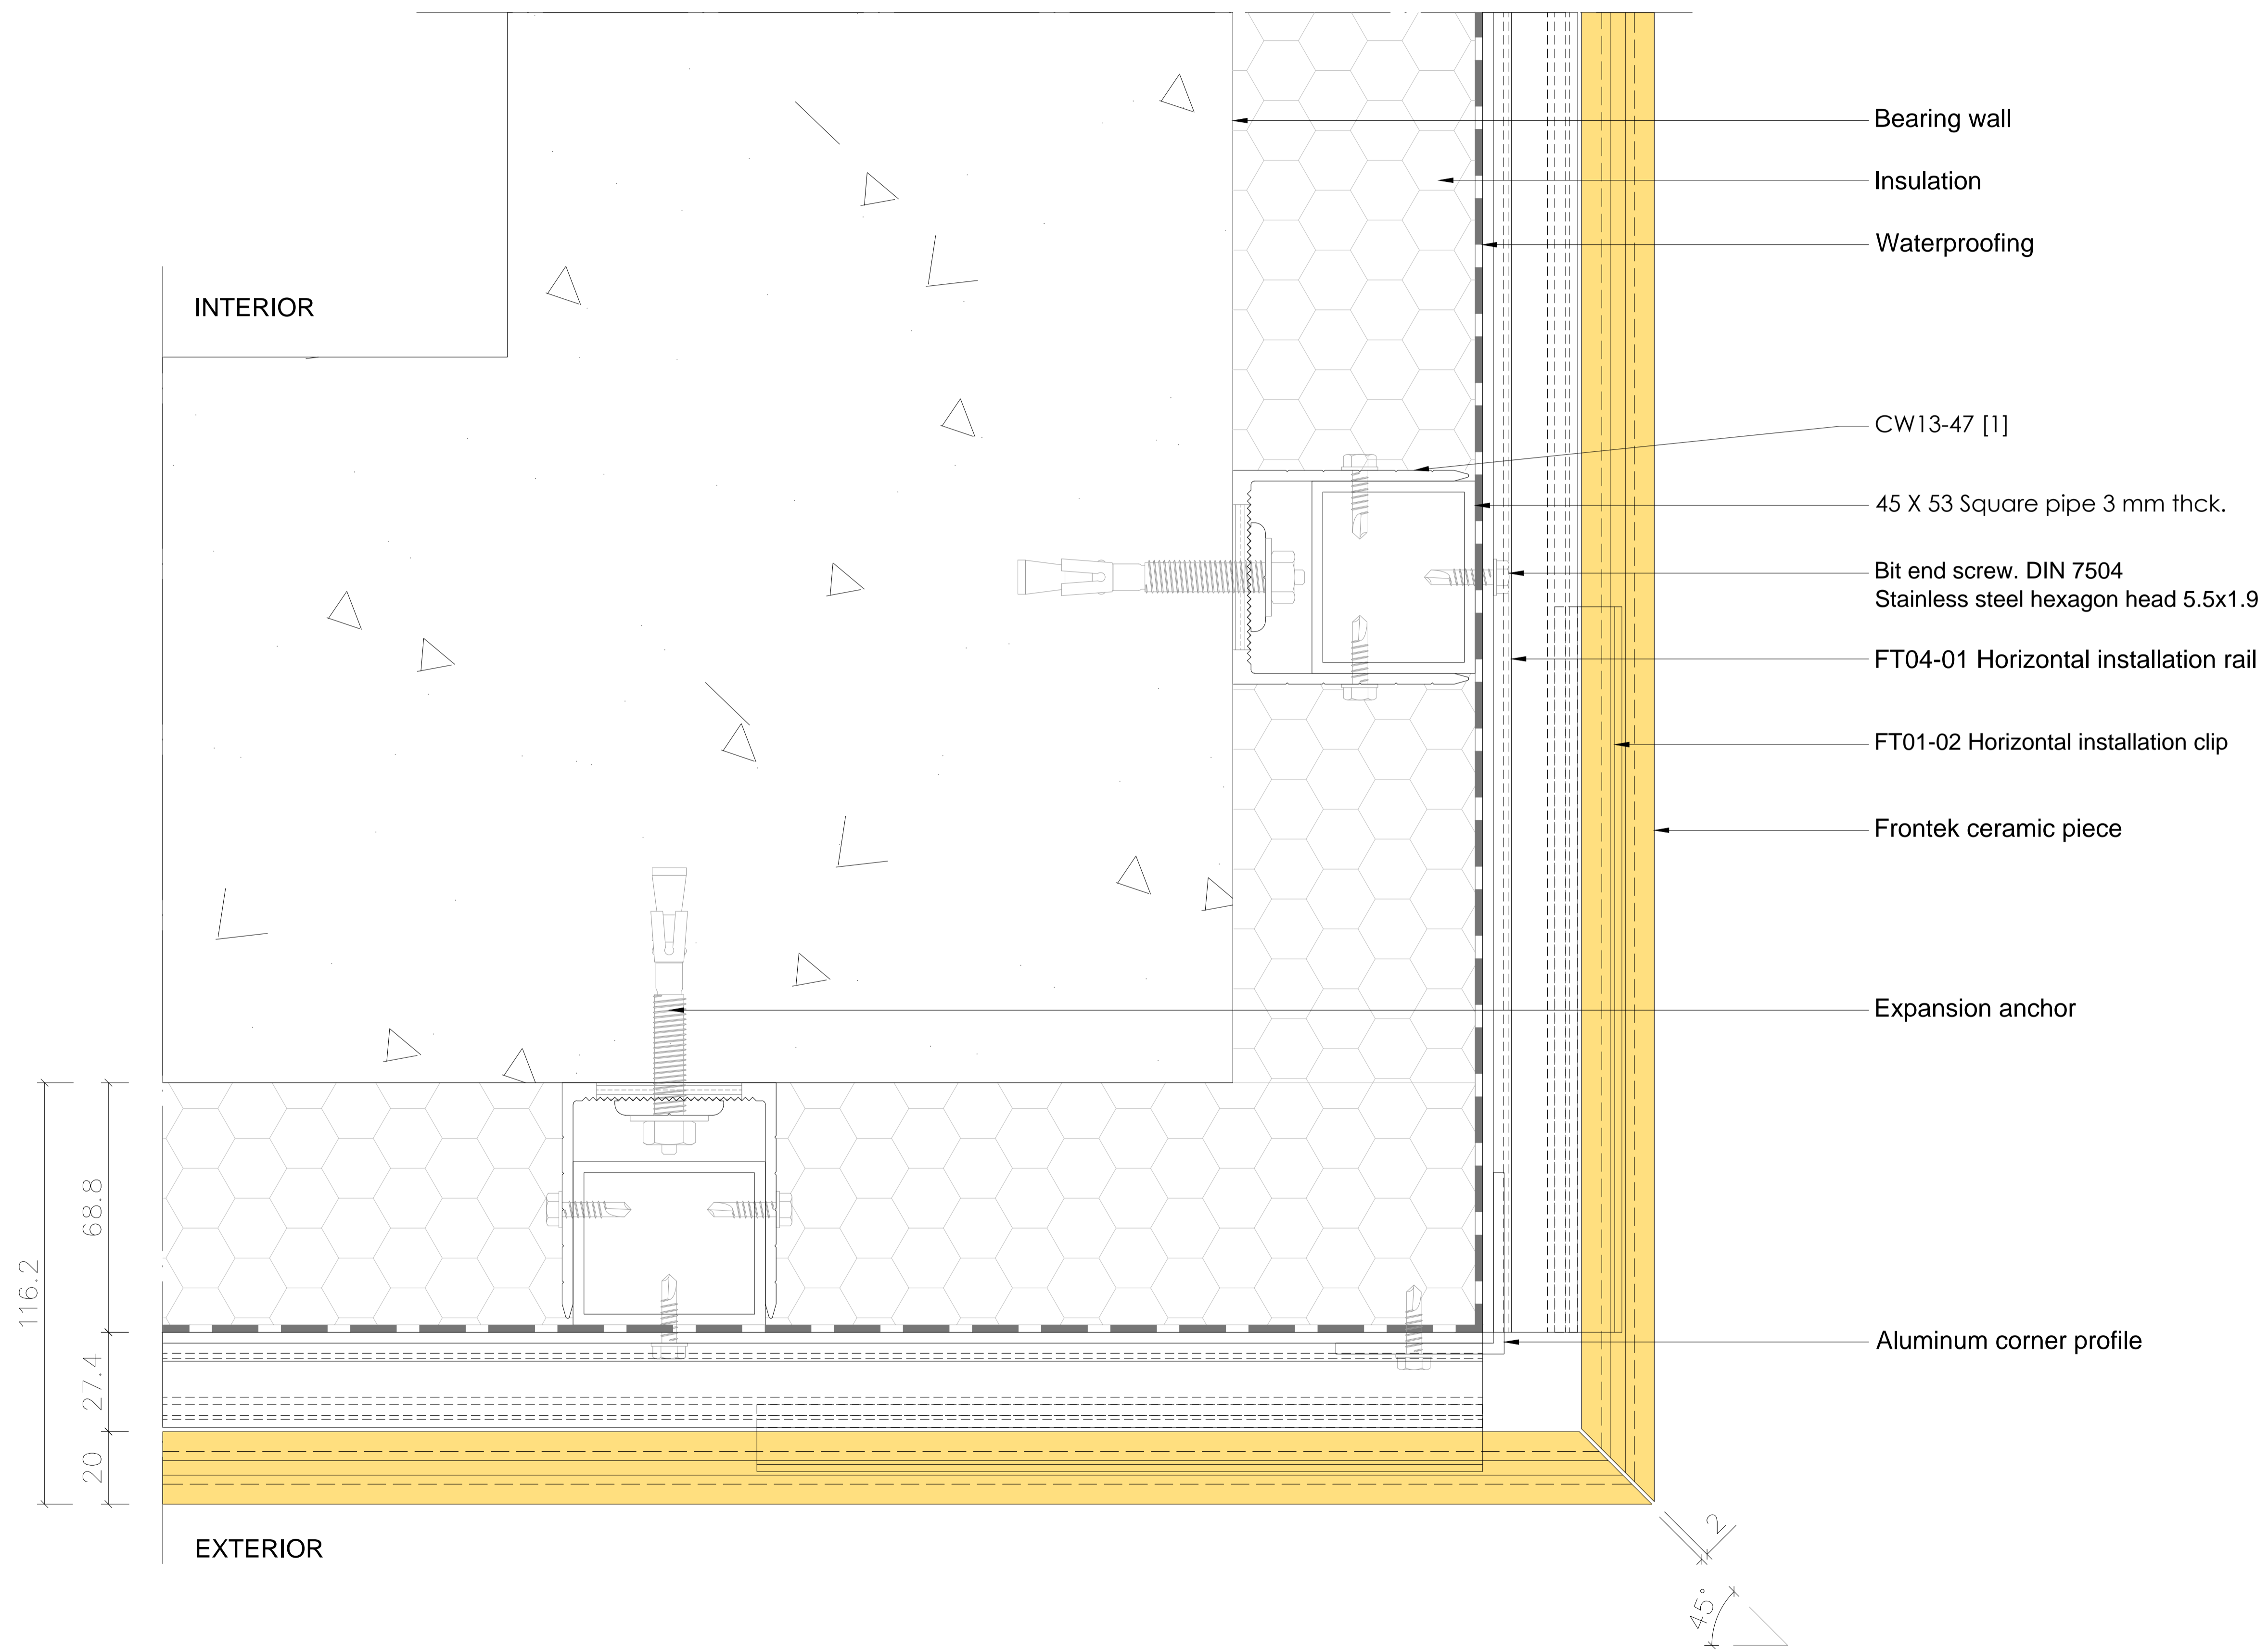 Bearing wall
Insulation
Waterproofing
INTERIOR
CW13-47 [1]
45 X 53 Square pipe 3 mm thck.
Bit end screw. DIN 7504
Stainless steel hexagon head 5.5x1.9
FT04-01 Horizontal installation rail
FT01-02 Horizontal installation clip
Frontek ceramic piece
Expansion anchor
Aluminum corner profile
116.2
68.8
27.4
20
EXTERIOR
2
45°